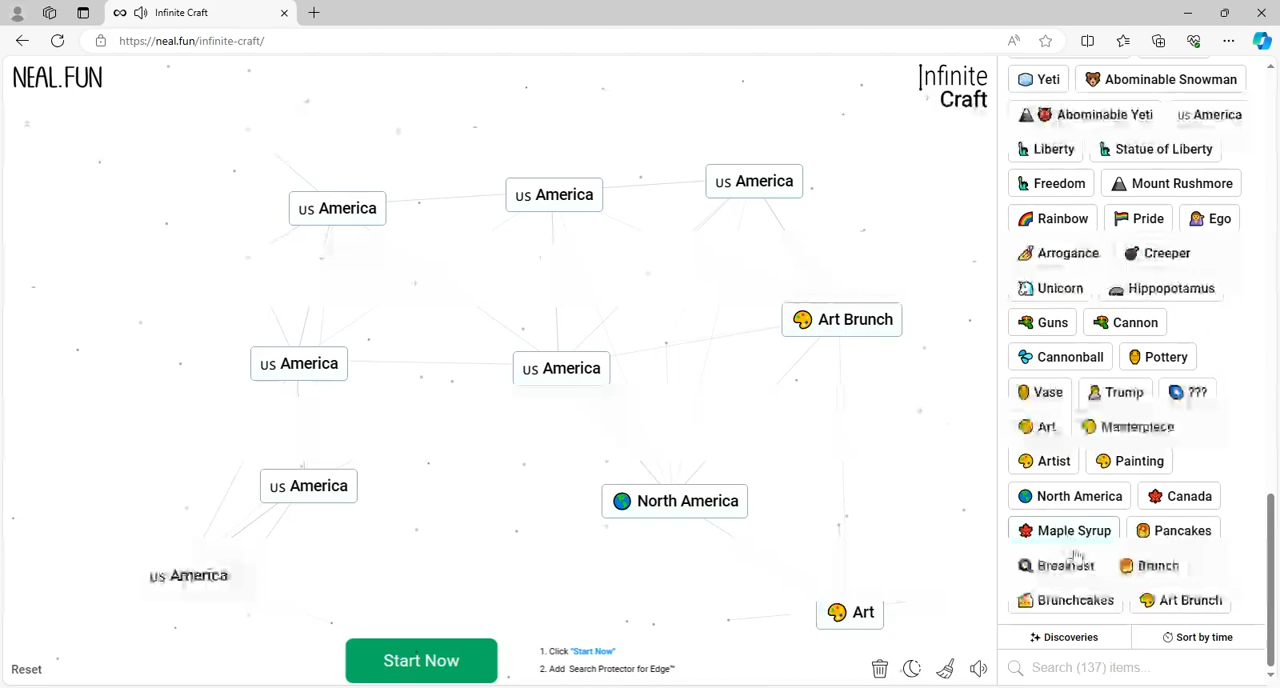 Infinite Craft
https://neal.fun/infinite-craft/
NEAL.FUN
Infinite
Craft
Yeti Abominable Snowman
Abominable Yeti US America
Liberty Statue of Liberty
Freedom Mount Rushmore
Rainbow Pride Ego
Arrogance Creeper
Unicorn Hippopotamus
Guns Cannon
Cannonball Pottery
Vase Trump ???
Art Masterpiece
Artist Painting
North America Canada
Maple Syrup Pancakes
Breakfast Brunch
Brunchcakes Art Brunch
US America
US America
US America
Art Brunch
US America
US America
US America
North America
US America
Art
Start Now
1. Click "Start Now"
2. Add Search Protector for Edge™
Reset
Discoveries
Sort by time
Search (137) items...